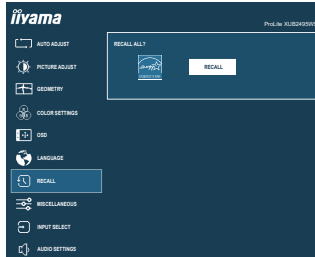 iiyama
ProLite XUB2495WS
AUTO ADJUST
RECALL ALL?
PICTURE ADJUST
RECALL
GEOMETRY
COLOR SETTINGS
OSD
LANGUAGE
RECALL
MISCELLANEOUS
INPUT SELECT
AUDIO SETTINGS